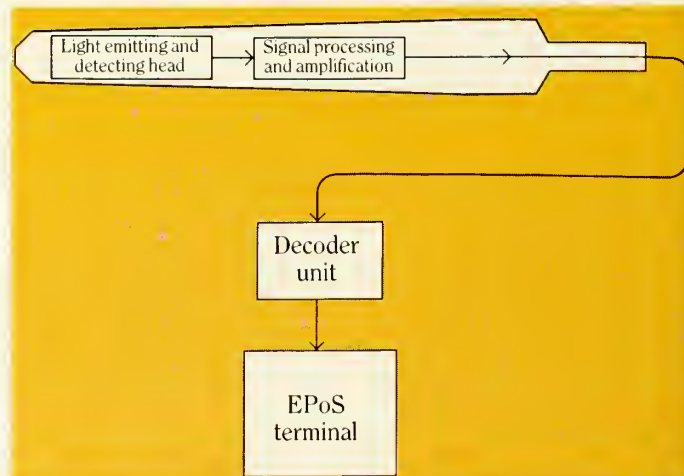 Light emitting and
detecting head
Signal processing
and amplification
Decoder
unit
EPoS
terminal